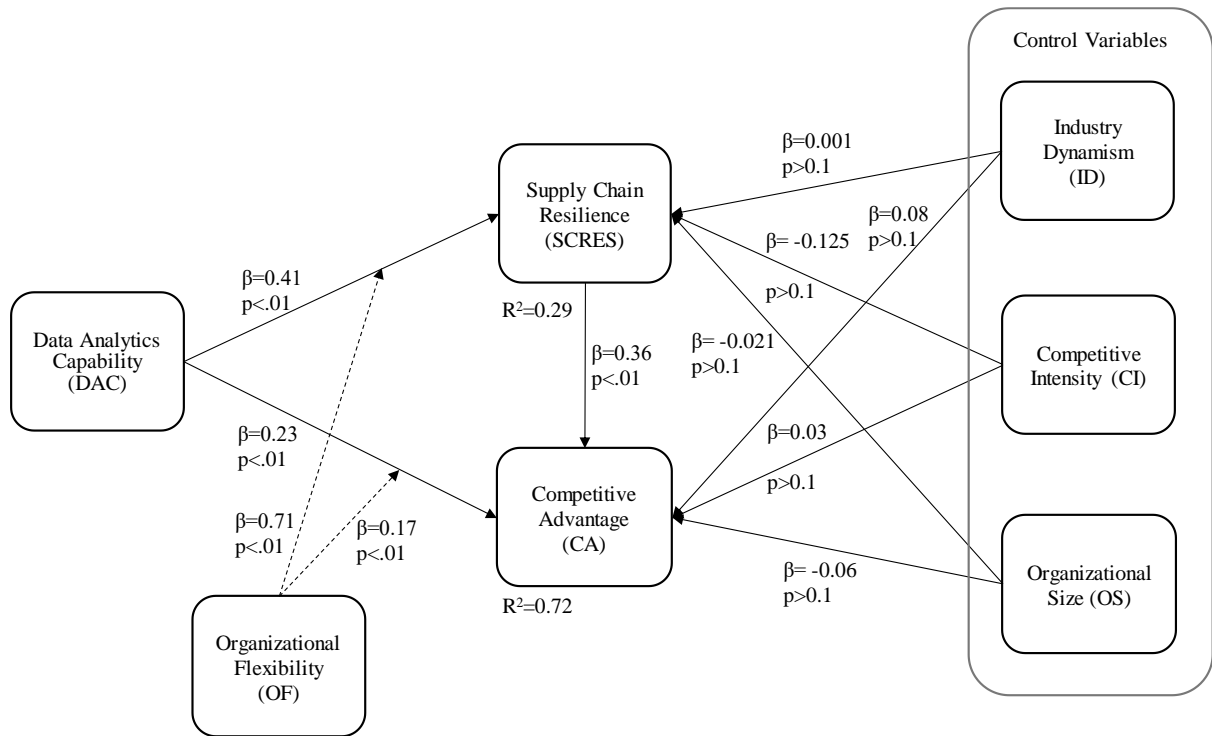 Control Variables
Industry
Dynamism
(ID)
β=0.001
p>0.1
Supply Chain
Resilience
(SCRES)
β=0.08
p>0.1
β= -0.125
p>0.1
β=0.41
p<.01
R²=0.29
Data Analytics
Capability
(DAC)
β=0.36
p<.01
β= -0.021
p>0.1
Competitive
Intensity (CI)
β=0.23
p<.01
β=0.03
p>0.1
Competitive
Advantage
(CA)
β=0.71
p<.01
β=0.17
p<.01
β= -0.06
p>0.1
Organizational
Size (OS)
R²=0.72
Organizational
Flexibility
(OF)